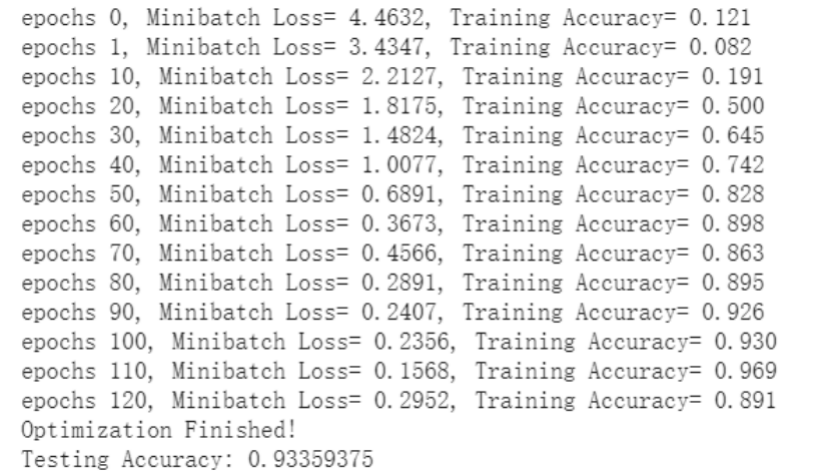 epochs 0, Minibatch Loss= 4.4632, Training Accuracy= 0.121
epochs 1, Minibatch Loss= 3.4347, Training Accuracy= 0.082
epochs 10, Minibatch Loss= 2.2127, Training Accuracy= 0.191
epochs 20, Minibatch Loss= 1.8175, Training Accuracy= 0.500
epochs 30, Minibatch Loss= 1.4824, Training Accuracy= 0.645
epochs 40, Minibatch Loss= 1.0077, Training Accuracy= 0.742
epochs 50, Minibatch Loss= 0.6891, Training Accuracy= 0.828
epochs 60, Minibatch Loss= 0.3673, Training Accuracy= 0.898
epochs 70, Minibatch Loss= 0.4566, Training Accuracy= 0.863
epochs 80, Minibatch Loss= 0.2891, Training Accuracy= 0.895
epochs 90, Minibatch Loss= 0.2407, Training Accuracy= 0.926
epochs 100, Minibatch Loss= 0.2356, Training Accuracy= 0.930
epochs 110, Minibatch Loss= 0.1568, Training Accuracy= 0.969
epochs 120, Minibatch Loss= 0.2952, Training Accuracy= 0.891
Optimization Finished!
Testing Accuracy: 0.93359375